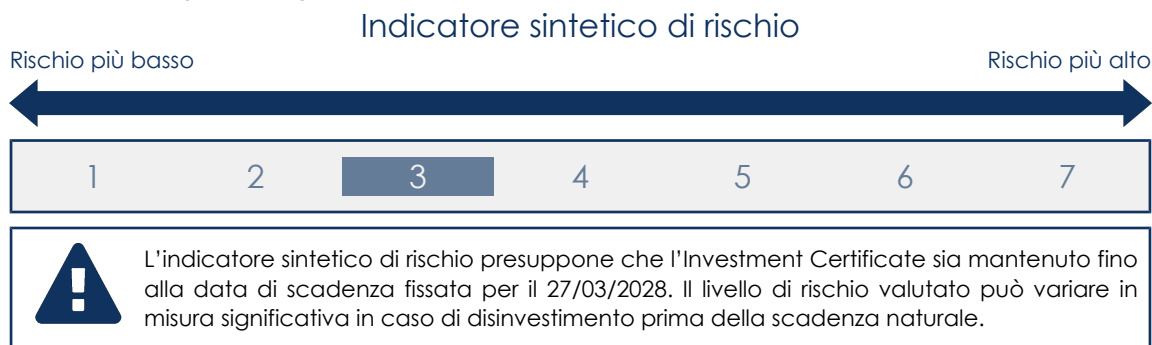 Indicatore sintetico di rischio
Rischio più basso
Rischio più alto
1 2 3 4 5 6 7
L'indicatore sintetico di rischio presuppone che l'Investment Certificate sia mantenuto fino
alla data di scadenza fissata per il 27/03/2028. Il livello di rischio valutato può variare in
misura significativa in caso di disinvestimento prima della scadenza naturale.